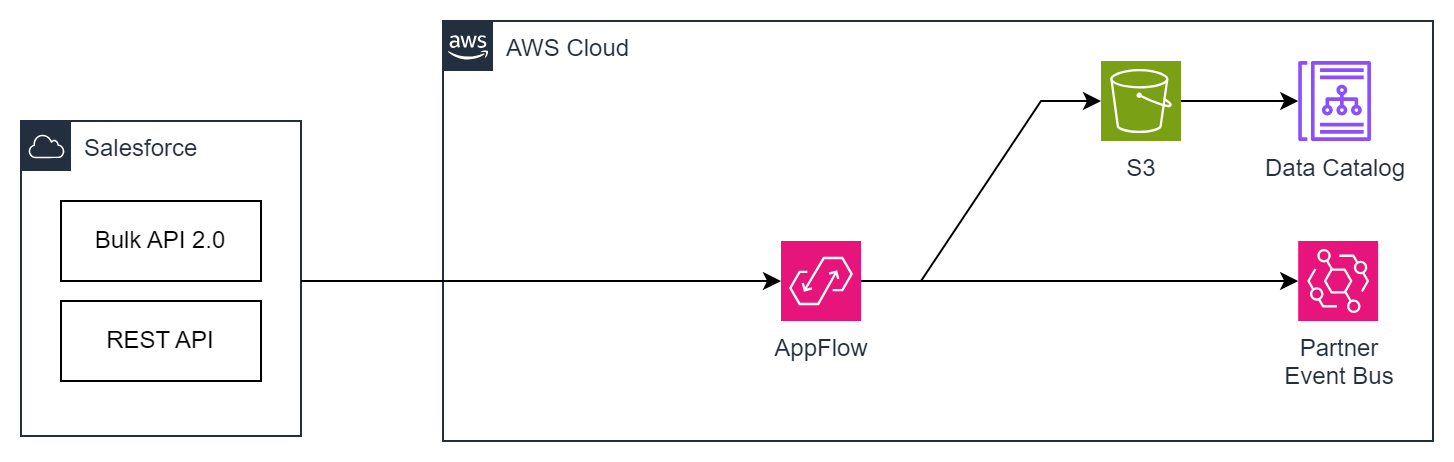 aws
AWS Cloud
Salesforce
Bulk API 2.0
REST API
AppFlow
S3
Data Catalog
Partner
Event Bus